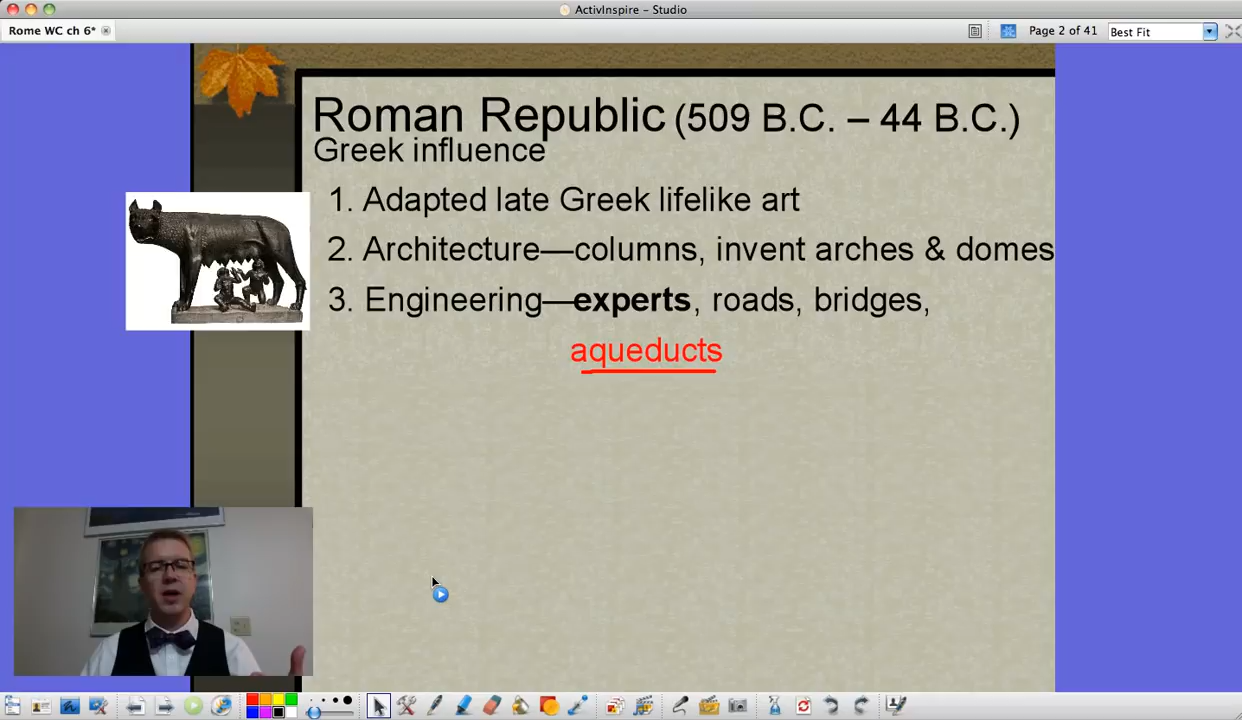 ActivInspire – Studio
Rome WC ch 6*
Page 2 of 41
Best Fit
Roman Republic (509 B.C. – 44 B.C.)
Greek influence
1. Adapted late Greek lifelike art
2. Architecture—columns, invent arches & domes
3. Engineering—experts, roads, bridges,
aqueducts